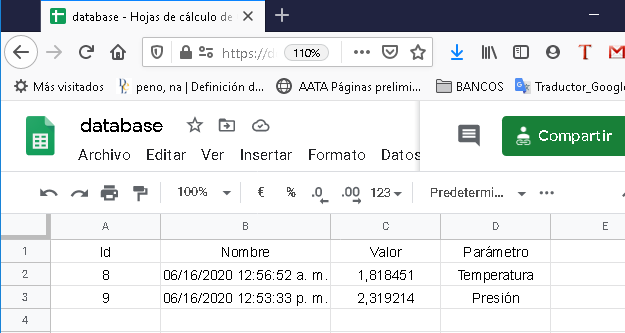 database - Hojas de cálculo de
https://d 110%
Más visitados peno, na | Definición d... AATA Páginas prelimi... BANCOS Traductor_Google
database
Compartir
Archivo Editar Ver Insertar Formato Datos
100% € % .0 .00 123 Predetermi...
A B C D E
1 Id Nombre Valor Parámetro
2 8 06/16/2020 12:56:52 a. m. 1,818451 Temperatura
3 9 06/16/2020 12:53:33 p. m. 2,319214 Presión
4